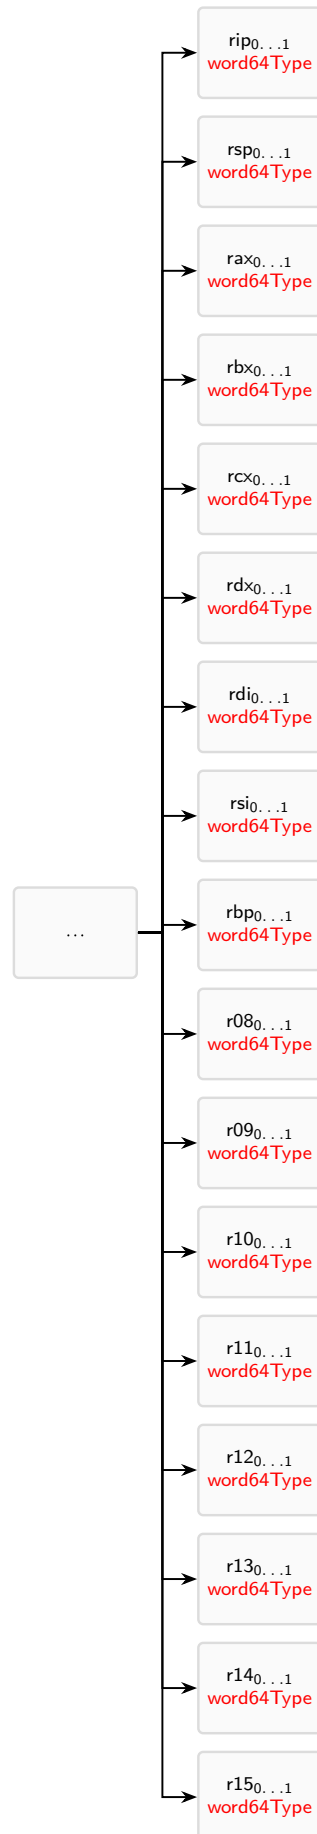 rip0...1
word64Type
rsp0...1
word64Type
rax0...1
word64Type
rbx0...1
word64Type
rcx0...1
word64Type
rdx0...1
word64Type
rdi0...1
word64Type
rsi0...1
word64Type
...
rbp0...1
word64Type
r080...1
word64Type
r090...1
word64Type
r100...1
word64Type
r110...1
word64Type
r120...1
word64Type
r130...1
word64Type
r140...1
word64Type
r150...1
word64Type